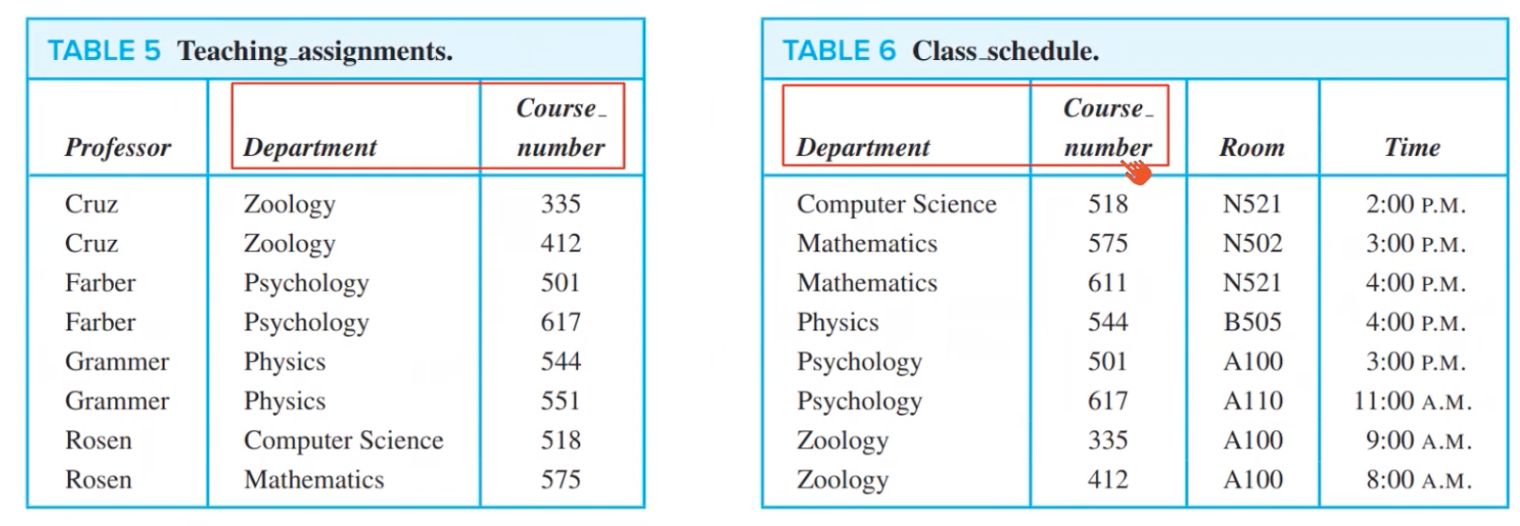 TABLE 5 Teaching_assignments.
Professor Department Course_
number
Cruz Zoology 335
Cruz Zoology 412
Farber Psychology 501
Farber Psychology 617
Grammer Physics 544
Grammer Physics 551
Rosen Computer Science 518
Rosen Mathematics 575
TABLE 6 Class_schedule.
Department Course_
number Room Time
Computer Science 518 N521 2:00 P.M.
Mathematics 575 N502 3:00 P.M.
Mathematics 611 N521 4:00 P.M.
Physics 544 B505 4:00 P.M.
Psychology 501 A100 3:00 P.M.
Psychology 617 A110 11:00 A.M.
Zoology 335 A100 9:00 A.M.
Zoology 412 A100 8:00 A.M.